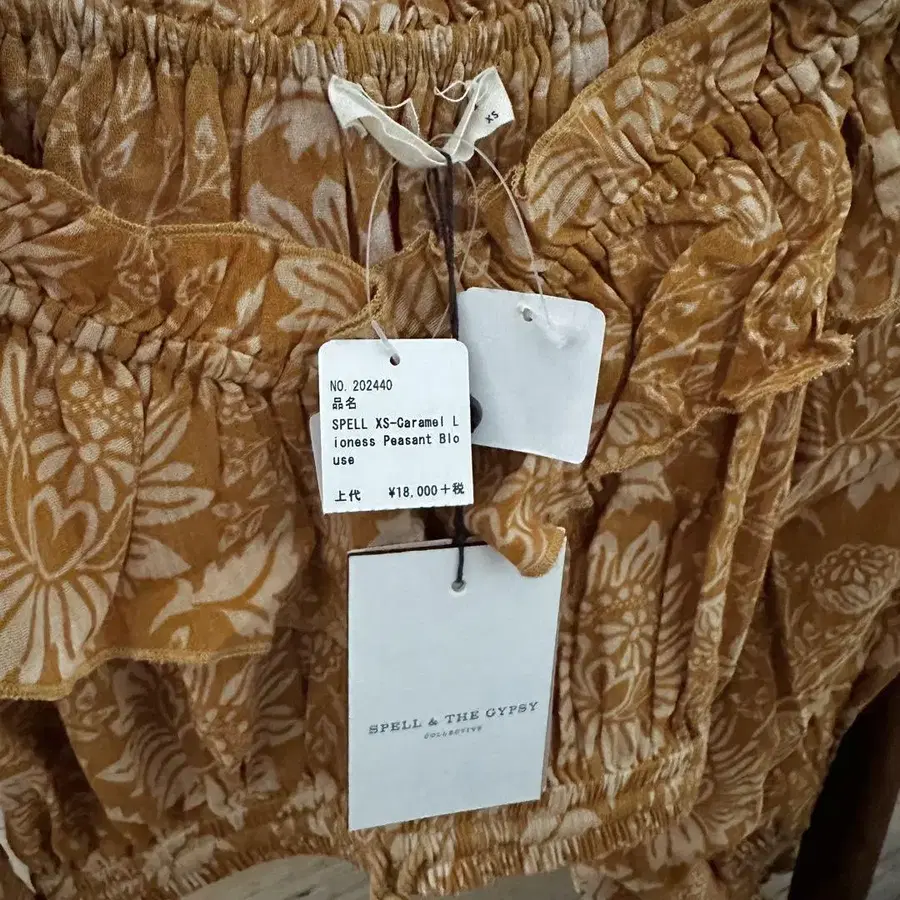 XS
NO. 202440
品名
SPELL XS-Caramel L
ioness Peasant Blo
use
上代 ¥18,000+税
SPELL & THE GYPSY
COLLECTIVE